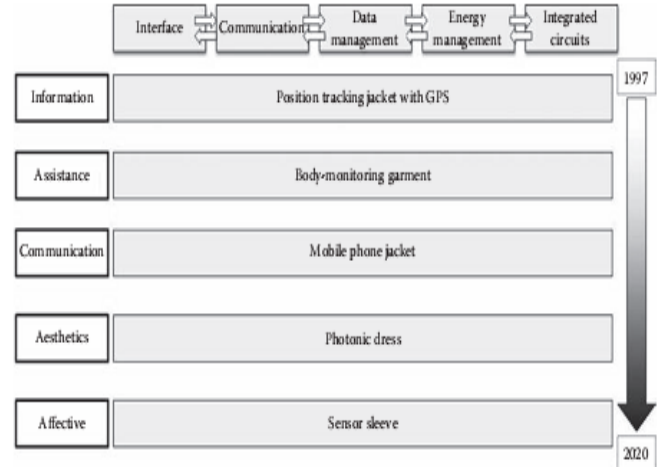 Interface
Communication
Data
management
Energy
management
Integrated
circuits
1997
Information
Position tracking jacket with GPS
Assistance
Body-monitoring garment
Communication
Mobile phone jacket
Aesthetics
Photonic dress
Affective
Sensor sleeve
2020